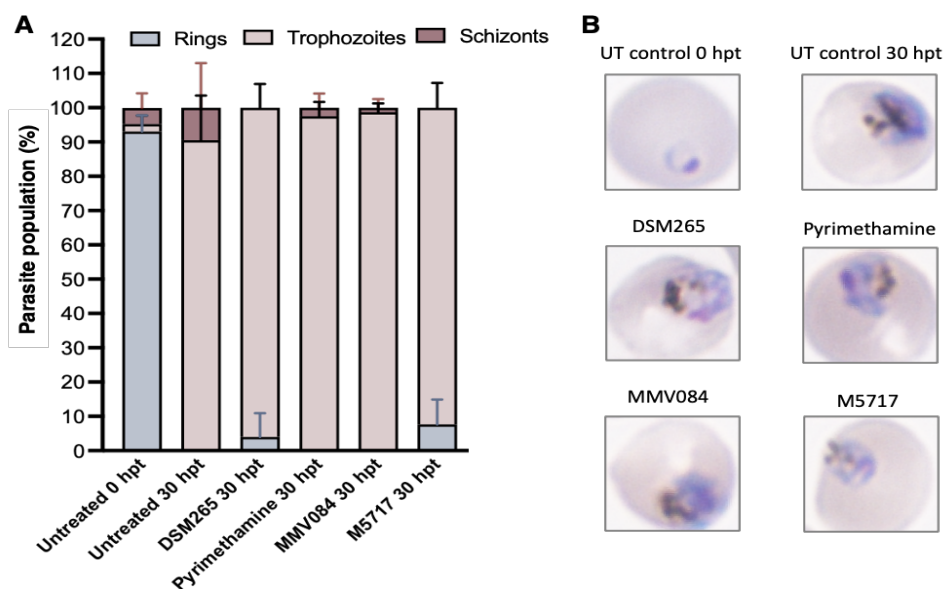 A
Parasite population (%)
120
110
100
90
80
70
60
50
40
30
20
10
0
Rings
Trophozoites
Schizonts
Untreated 0 hpt
Untreated 30 hpt
DSM265 30 hpt
Pyrimethamine 30 hpt
MMV084 30 hpt
M5717 30 hpt
B
UT control 0 hpt
UT control 30 hpt
DSM265
Pyrimethamine
MMV084
M5717